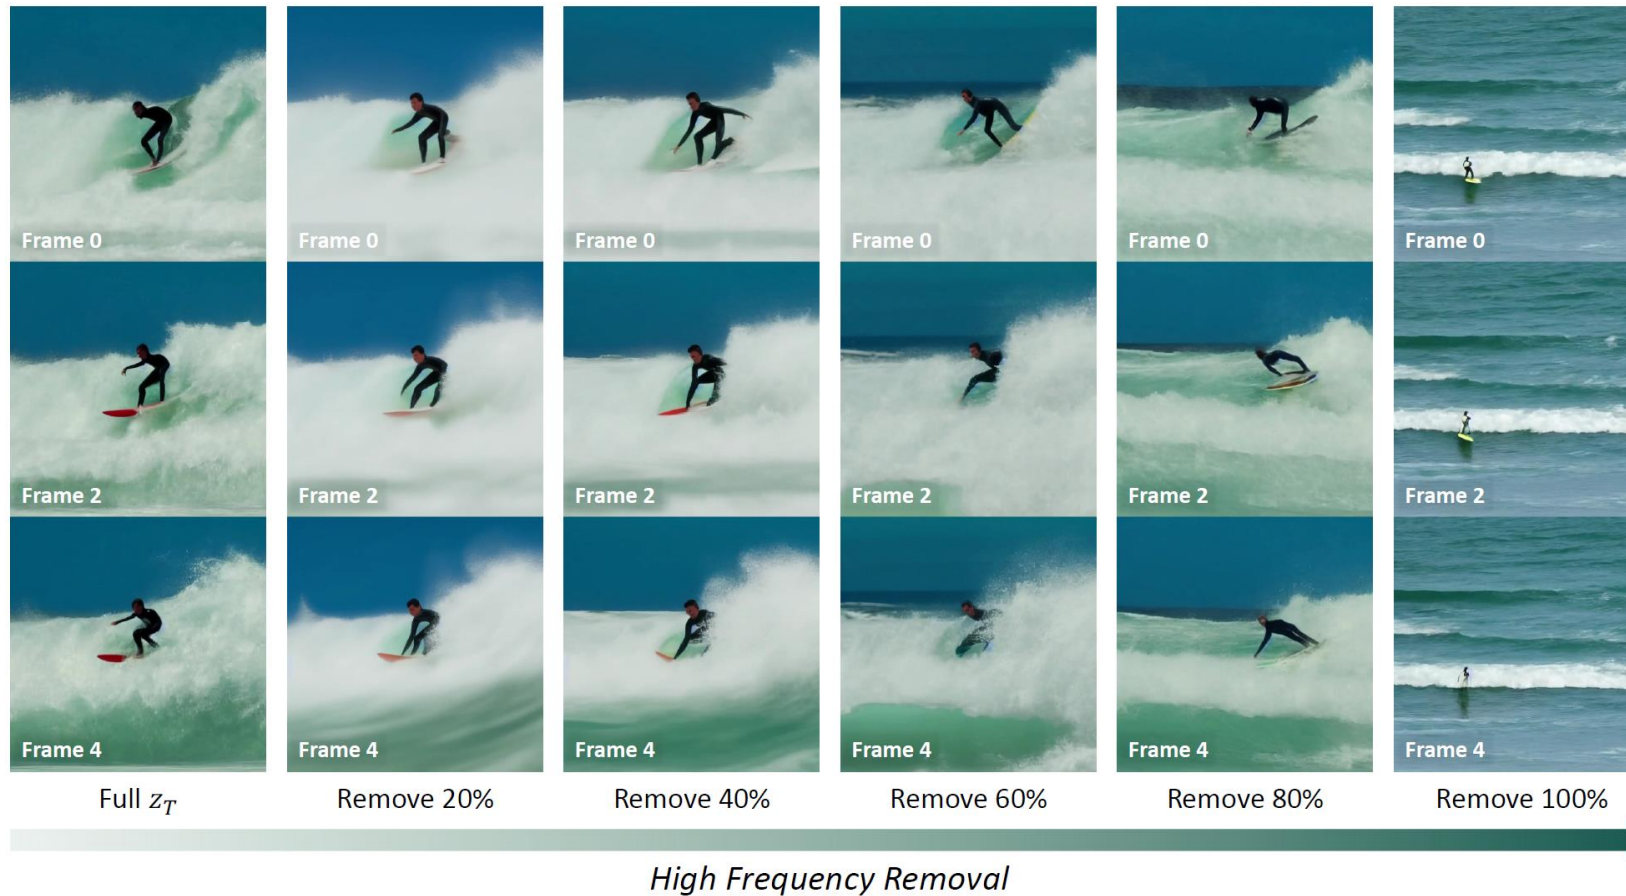 Frame 0 Frame 0 Frame 0 Frame 0 Frame 0 Frame 0
Frame 2 Frame 2 Frame 2 Frame 2 Frame 2 Frame 2
Frame 4 Frame 4 Frame 4 Frame 4 Frame 4 Frame 4
Full z_T Remove 20% Remove 40% Remove 60% Remove 80% Remove 100%
High Frequency Removal